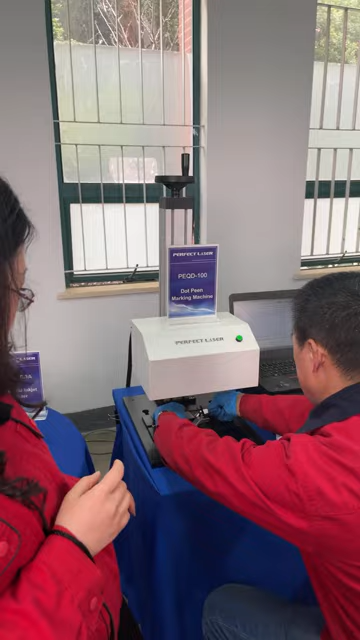 PERFECT LASER
PEQD-100
Dot Peen
Marking Machine
PERFECT LASER